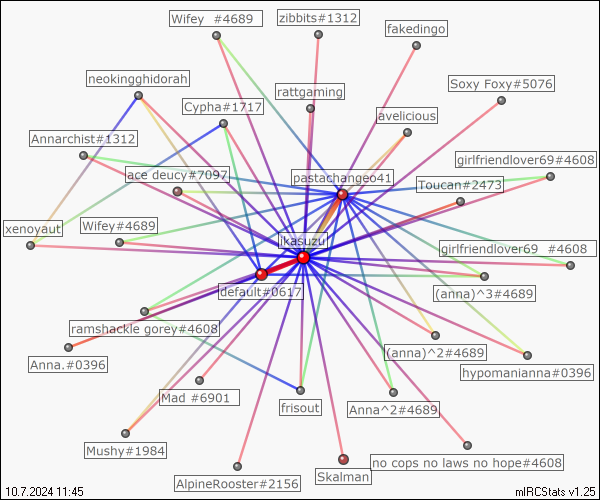 Wifey #4689
zibbits#1312
fakedingo
neokingghidorah
rattgaming
Soxy Foxy#5076
Cypha#1717
avelicious
Annarchist#1312
girlfriendlover69#4608
ace deucy#7097
pastachangeo41
Toucan#2473
xenoyaut
Wifey#4689
ikasuzu
girlfriendlover69 #4608
default#0617
(anna)^3#4689
ramshackle gorey#4608
Anna.#0396
(anna)^2#4689
hypomanianna#0396
Mad #6901
frisout
Anna^2#4689
Mushy#1984
AlpineRooster#2156
Skalman
no cops no laws no hope#4608
10.7.2024 11:45
mIRCStats v1.25